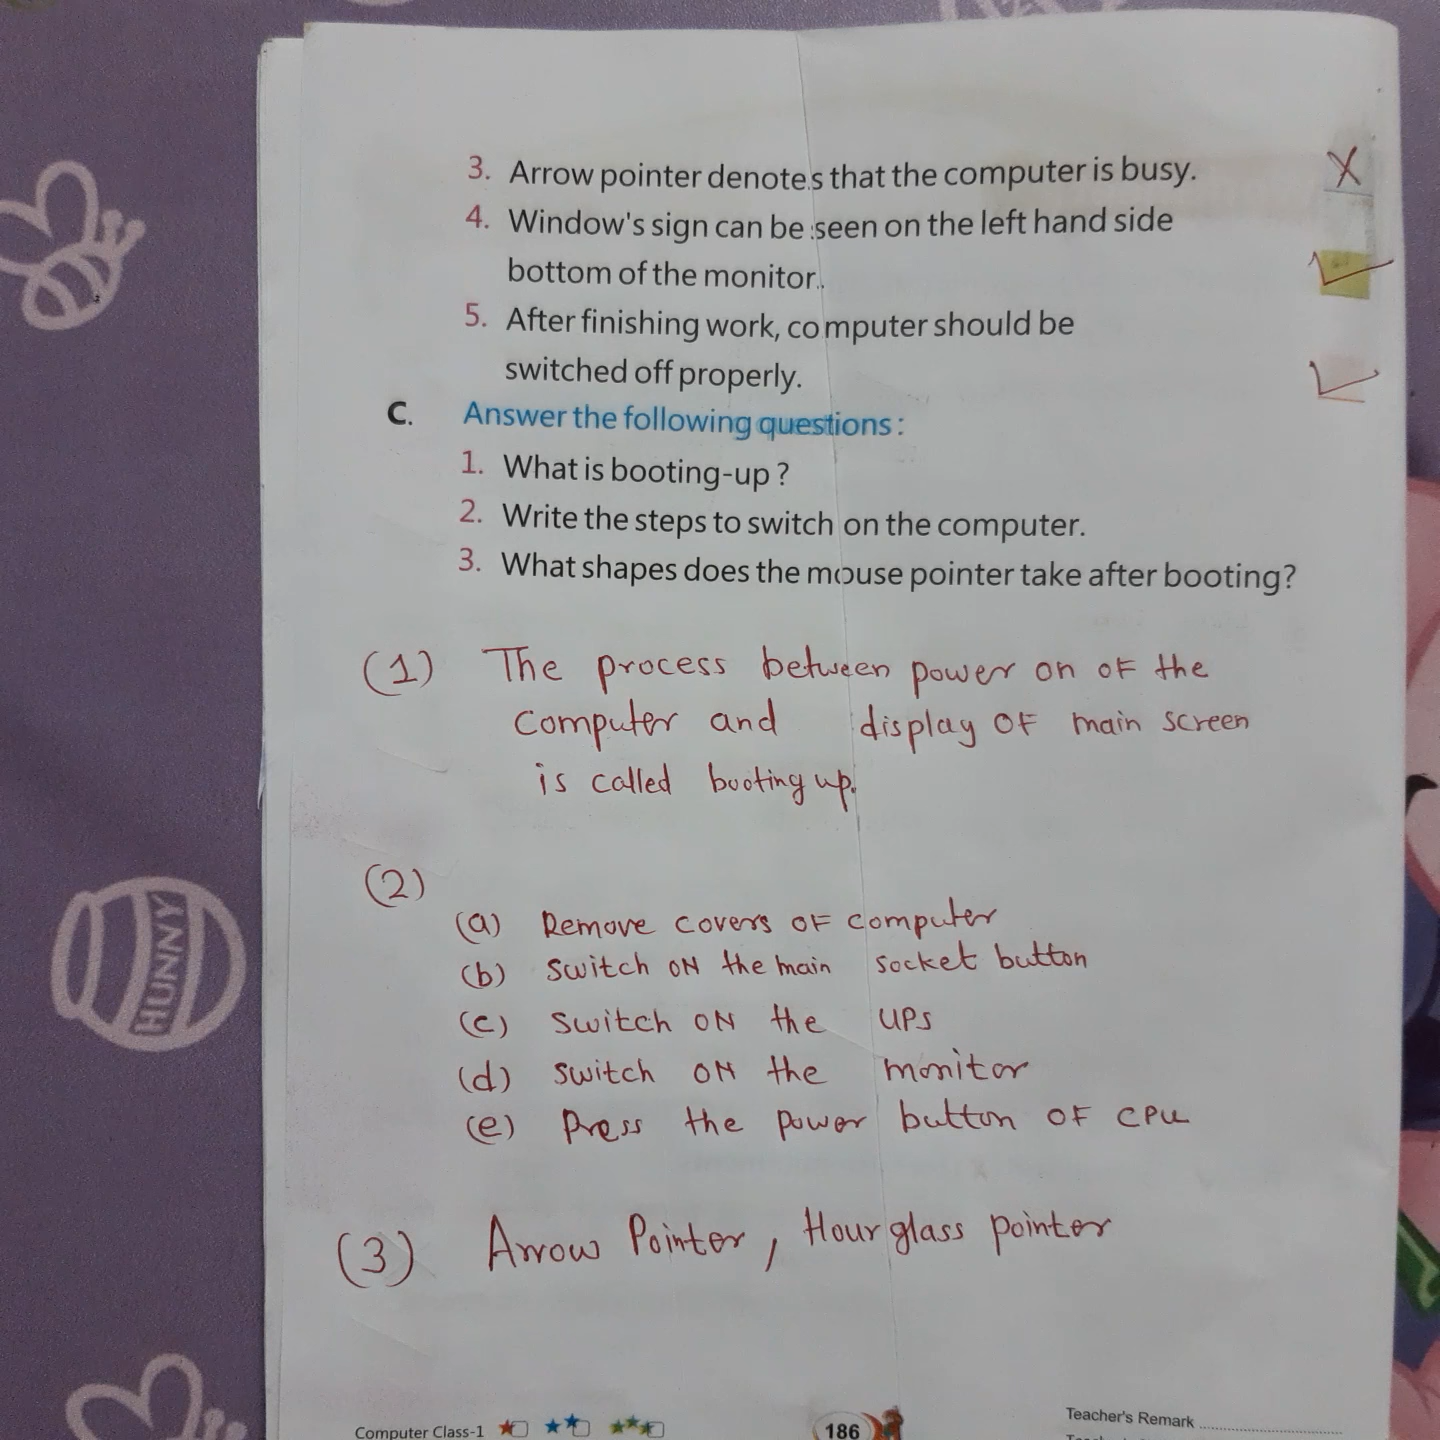 3. Arrow pointer denotes that the computer is busy. X
4. Window's sign can be seen on the left hand side
bottom of the monitor. ✓
5. After finishing work, computer should be
switched off properly. ✓
C. Answer the following questions :
1. What is booting-up ?
2. Write the steps to switch on the computer.
3. What shapes does the mouse pointer take after booting?
(1) The process between power on of the
computer and display of main screen
is called booting up.
(2)
(a) Remove covers of computer
(b) switch ON the main socket button
(c) switch ON the UPS
(d) switch ON the monitor
(e) Press the power button of CPU
(3) Arrow Pointer, Hourglass pointer
Computer Class-1 186 Teacher's Remark ........................
HUNNY